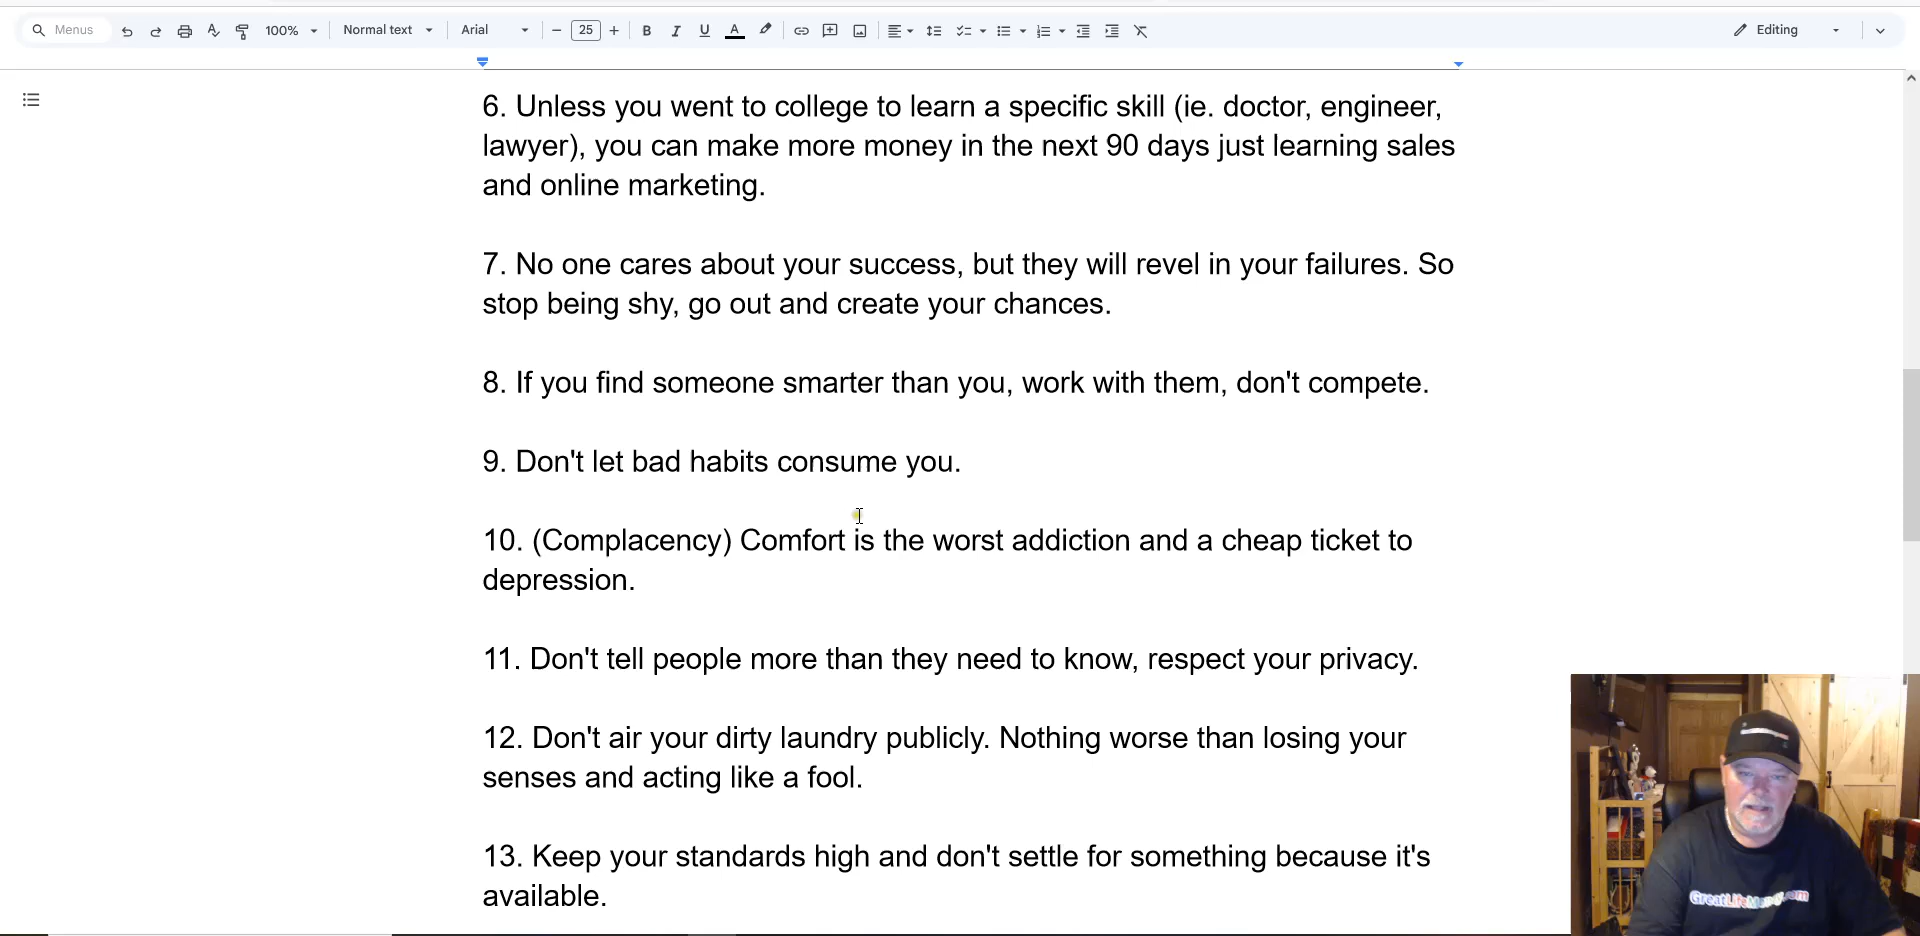 Menus 100% Normal text Arial 25 B I U A Editing
6. Unless you went to college to learn a specific skill (ie. doctor, engineer,
lawyer), you can make more money in the next 90 days just learning sales
and online marketing.
7. No one cares about your success, but they will revel in your failures. So
stop being shy, go out and create your chances.
8. If you find someone smarter than you, work with them, don't compete.
9. Don't let bad habits consume you.
10. (Complacency) Comfort is the worst addiction and a cheap ticket to
depression.
11. Don't tell people more than they need to know, respect your privacy.
12. Don't air your dirty laundry publicly. Nothing worse than losing your
senses and acting like a fool.
13. Keep your standards high and don't settle for something because it's
available.
GreatLifeMoney.com